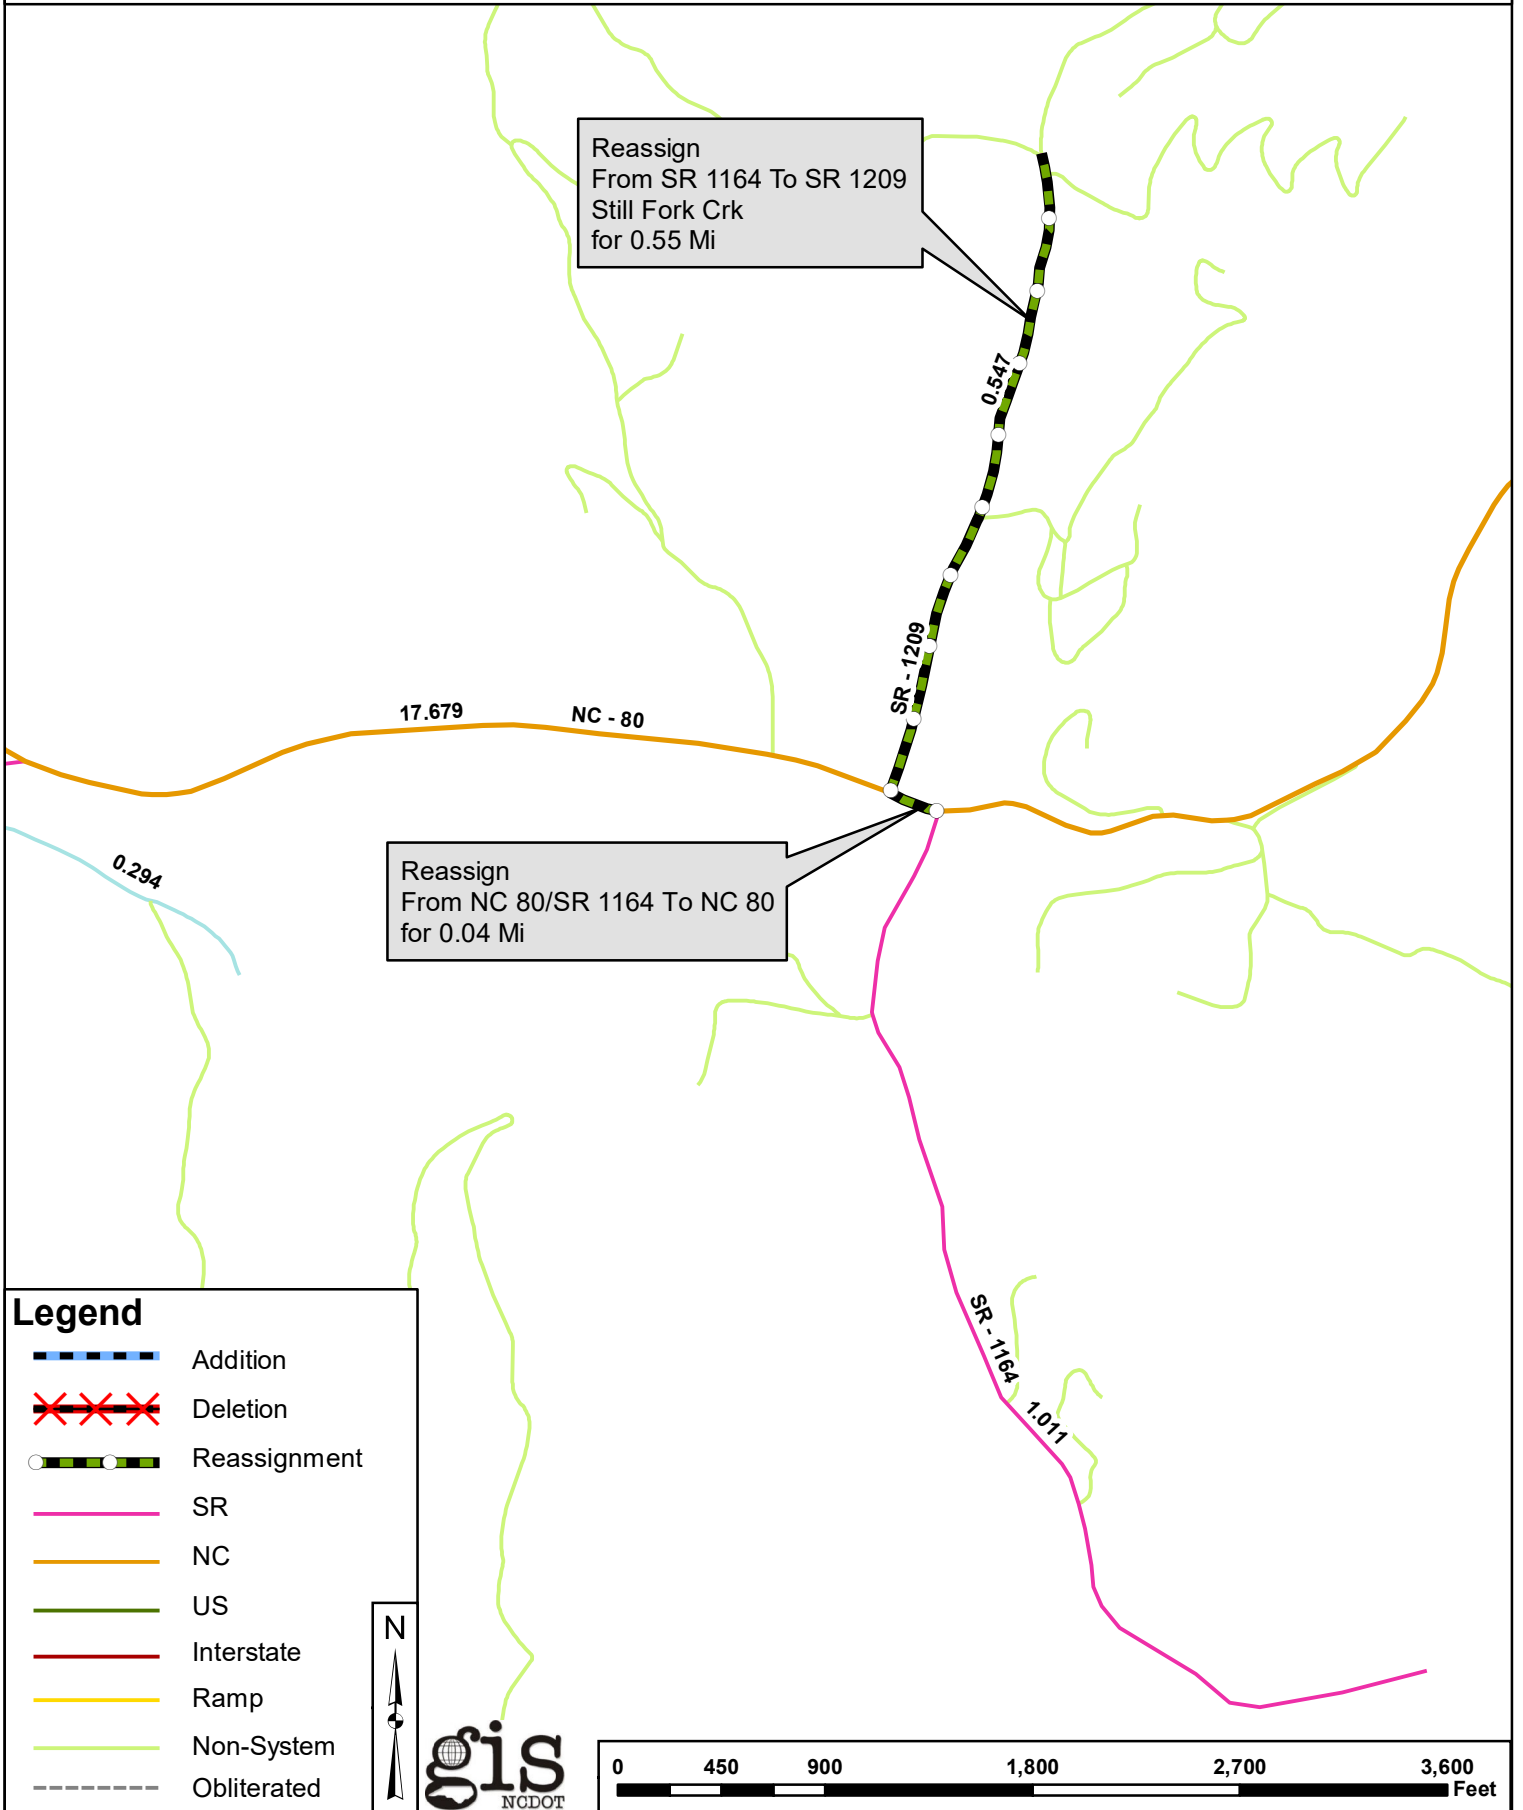 Reassign
From SR 1164 To SR 1209
Still Fork Crk
for 0.55 Mi
0.547
SR - 1209
17.679
NC - 80
Reassign
From NC 80/SR 1164 To NC 80
for 0.04 Mi
0.294
SR - 1164
1.011
Legend
Addition
Deletion
Reassignment
SR
NC
US
Interstate
Ramp
Non-System
Obliterated
N
gis
NCDOT
0 450 900 1,800 2,700 3,600
Feet